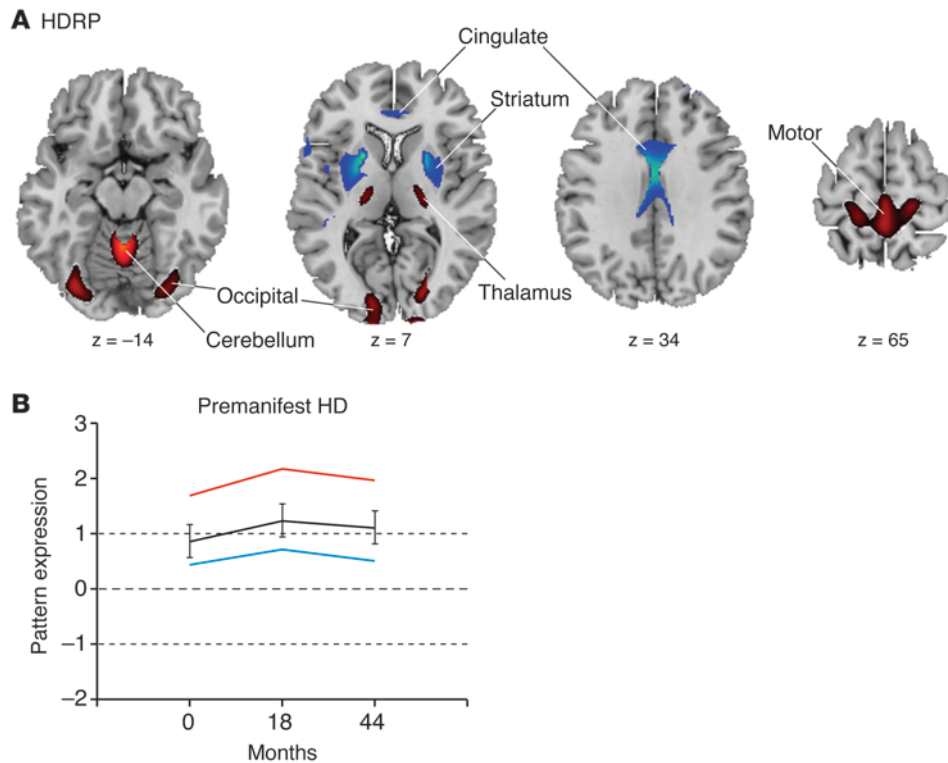 A HDRP
Cingulate
Striatum
Motor
Occipital
Thalamus
Cerebellum
z = –14
z = 7
z = 34
z = 65
B
Premanifest HD
3
2
1
0
–1
–2
Pattern expression
0 18 44
Months